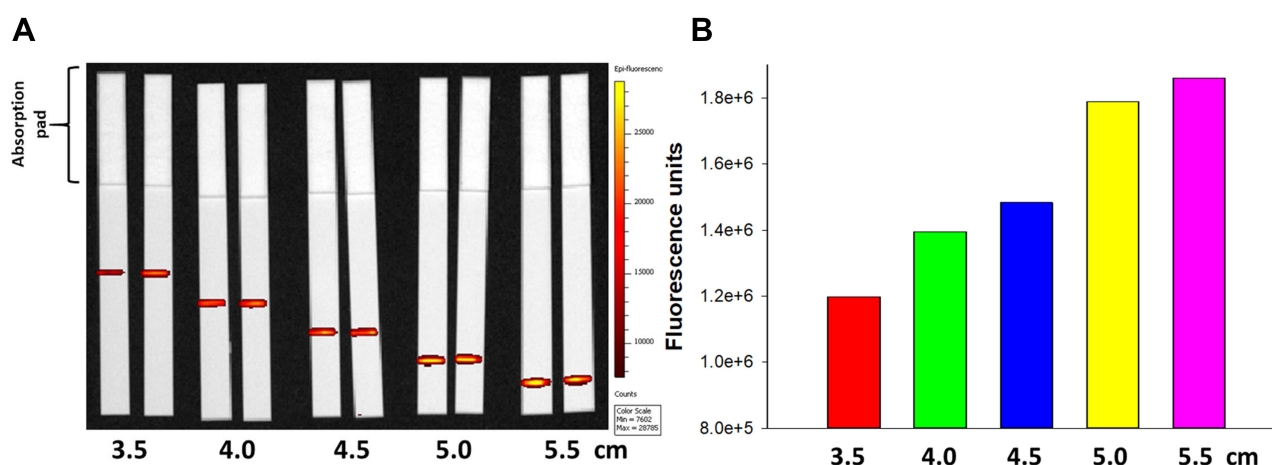 A
B
Absorption
pad
Epi-fluorescenc
25000
20000
15000
10000
Counts
Color Scale
Min = 7602
Max = 28785
3.5 4.0 4.5 5.0 5.5 cm
Fluorescence units
1.8e+6
1.6e+6
1.4e+6
1.2e+6
1.0e+6
8.0e+5
3.5 4.0 4.5 5.0 5.5 cm